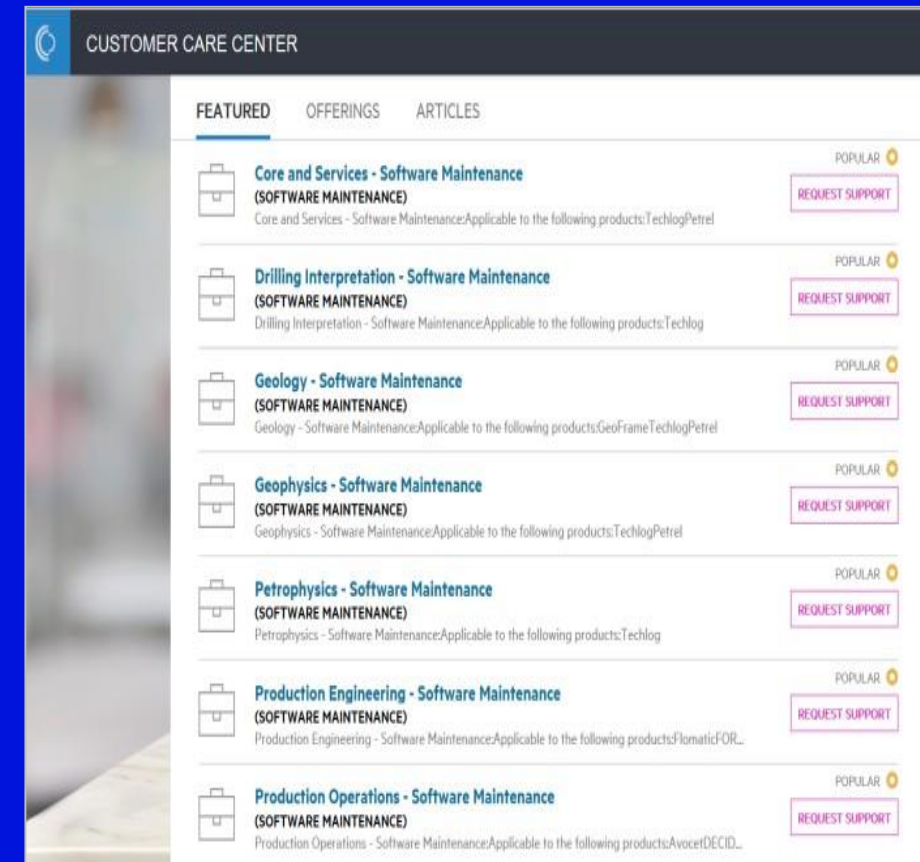 CUSTOMER CARE CENTER
FEATURED OFFERINGS ARTICLES
POPULAR
Core and Services - Software Maintenance
(SOFTWARE MAINTENANCE)
REQUEST SUPPORT
Core and Services - Software Maintenance:Applicable to the following products:TechlogPetrel
POPULAR
Drilling Interpretation - Software Maintenance
(SOFTWARE MAINTENANCE)
REQUEST SUPPORT
Drilling Interpretation - Software Maintenance:Applicable to the following products:Techlog
POPULAR
Geology - Software Maintenance
(SOFTWARE MAINTENANCE)
REQUEST SUPPORT
Geology - Software Maintenance:Applicable to the following products:GeoFrameTechlogPetrel
POPULAR
Geophysics - Software Maintenance
(SOFTWARE MAINTENANCE)
REQUEST SUPPORT
Geophysics - Software Maintenance:Applicable to the following products:TechlogPetrel
POPULAR
Petrophysics - Software Maintenance
(SOFTWARE MAINTENANCE)
REQUEST SUPPORT
Petrophysics - Software Maintenance:Applicable to the following products:Techlog
POPULAR
Production Engineering - Software Maintenance
(SOFTWARE MAINTENANCE)
REQUEST SUPPORT
Production Engineering - Software Maintenance:Applicable to the following products:FlomaticFOR...
POPULAR
Production Operations - Software Maintenance
(SOFTWARE MAINTENANCE)
REQUEST SUPPORT
Production Operations - Software Maintenance:Applicable to the following products:AvocetDECID...